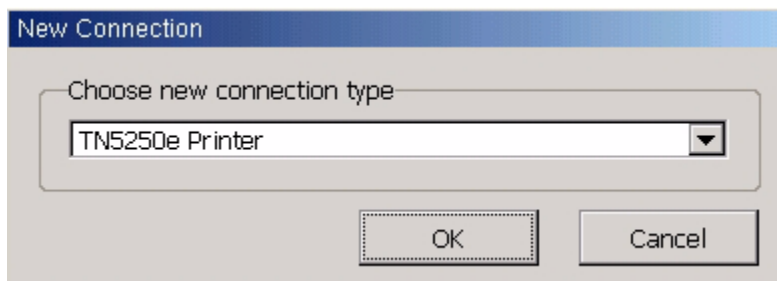 New Connection
Choose new connection type
TN5250e Printer
OK
Cancel